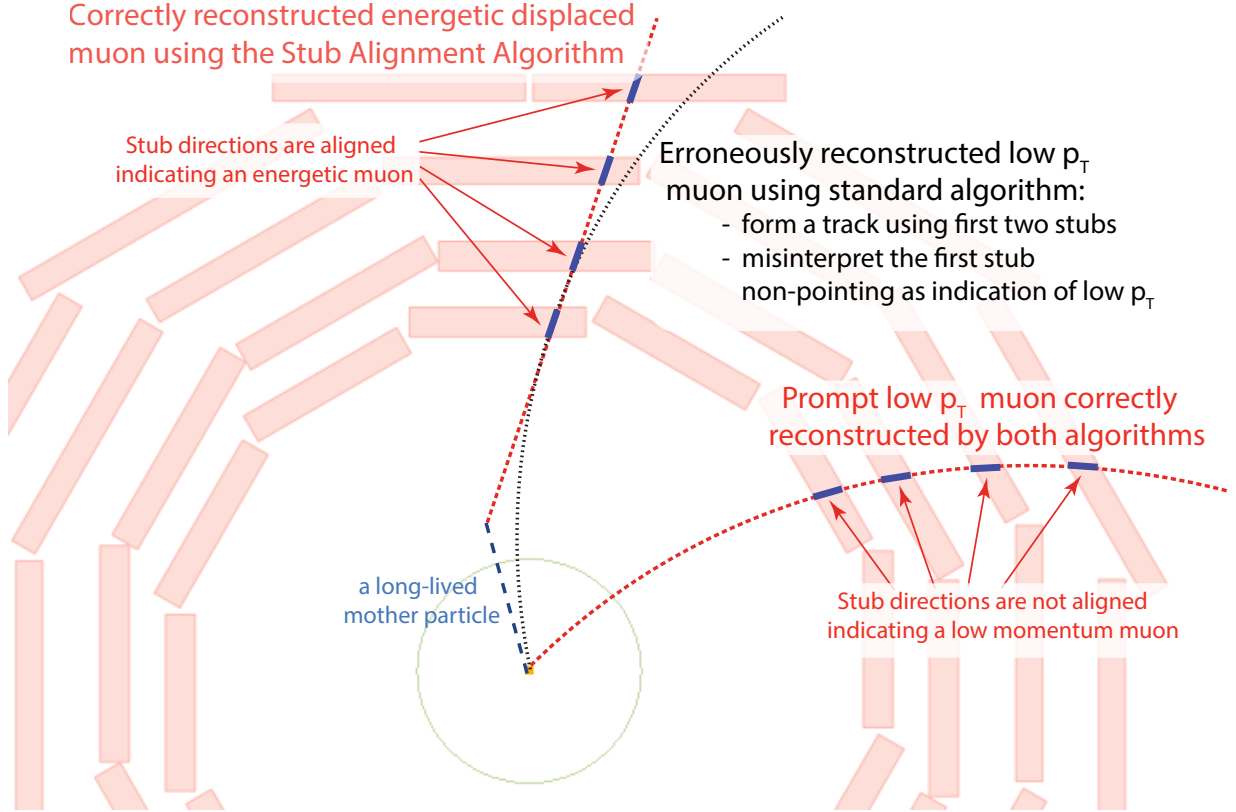 Correctly reconstructed energetic displaced
muon using the Stub Alignment Algorithm
Stub directions are aligned
indicating an energetic muon
Erroneously reconstructed low pT
muon using standard algorithm:
- form a track using first two stubs
- misinterpret the first stub
non-pointing as indication of low pT
Prompt low pT muon correctly
reconstructed by both algorithms
a long-lived
mother particle
Stub directions are not aligned
indicating a low momentum muon